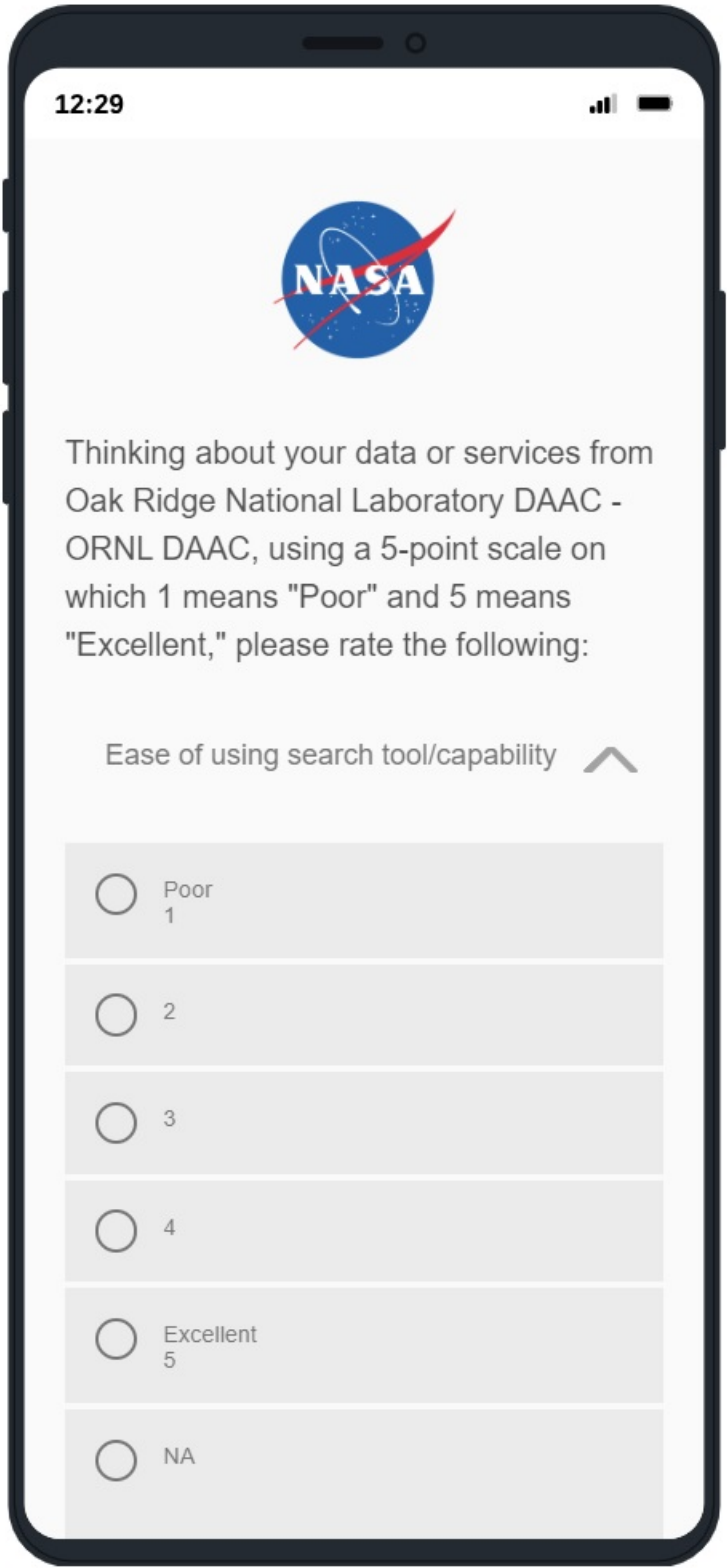 12:29
NASA
Thinking about your data or services from
Oak Ridge National Laboratory DAAC -
ORNL DAAC, using a 5-point scale on
which 1 means "Poor" and 5 means
"Excellent," please rate the following:
Ease of using search tool/capability
Poor
1
2
3
4
Excellent
5
NA